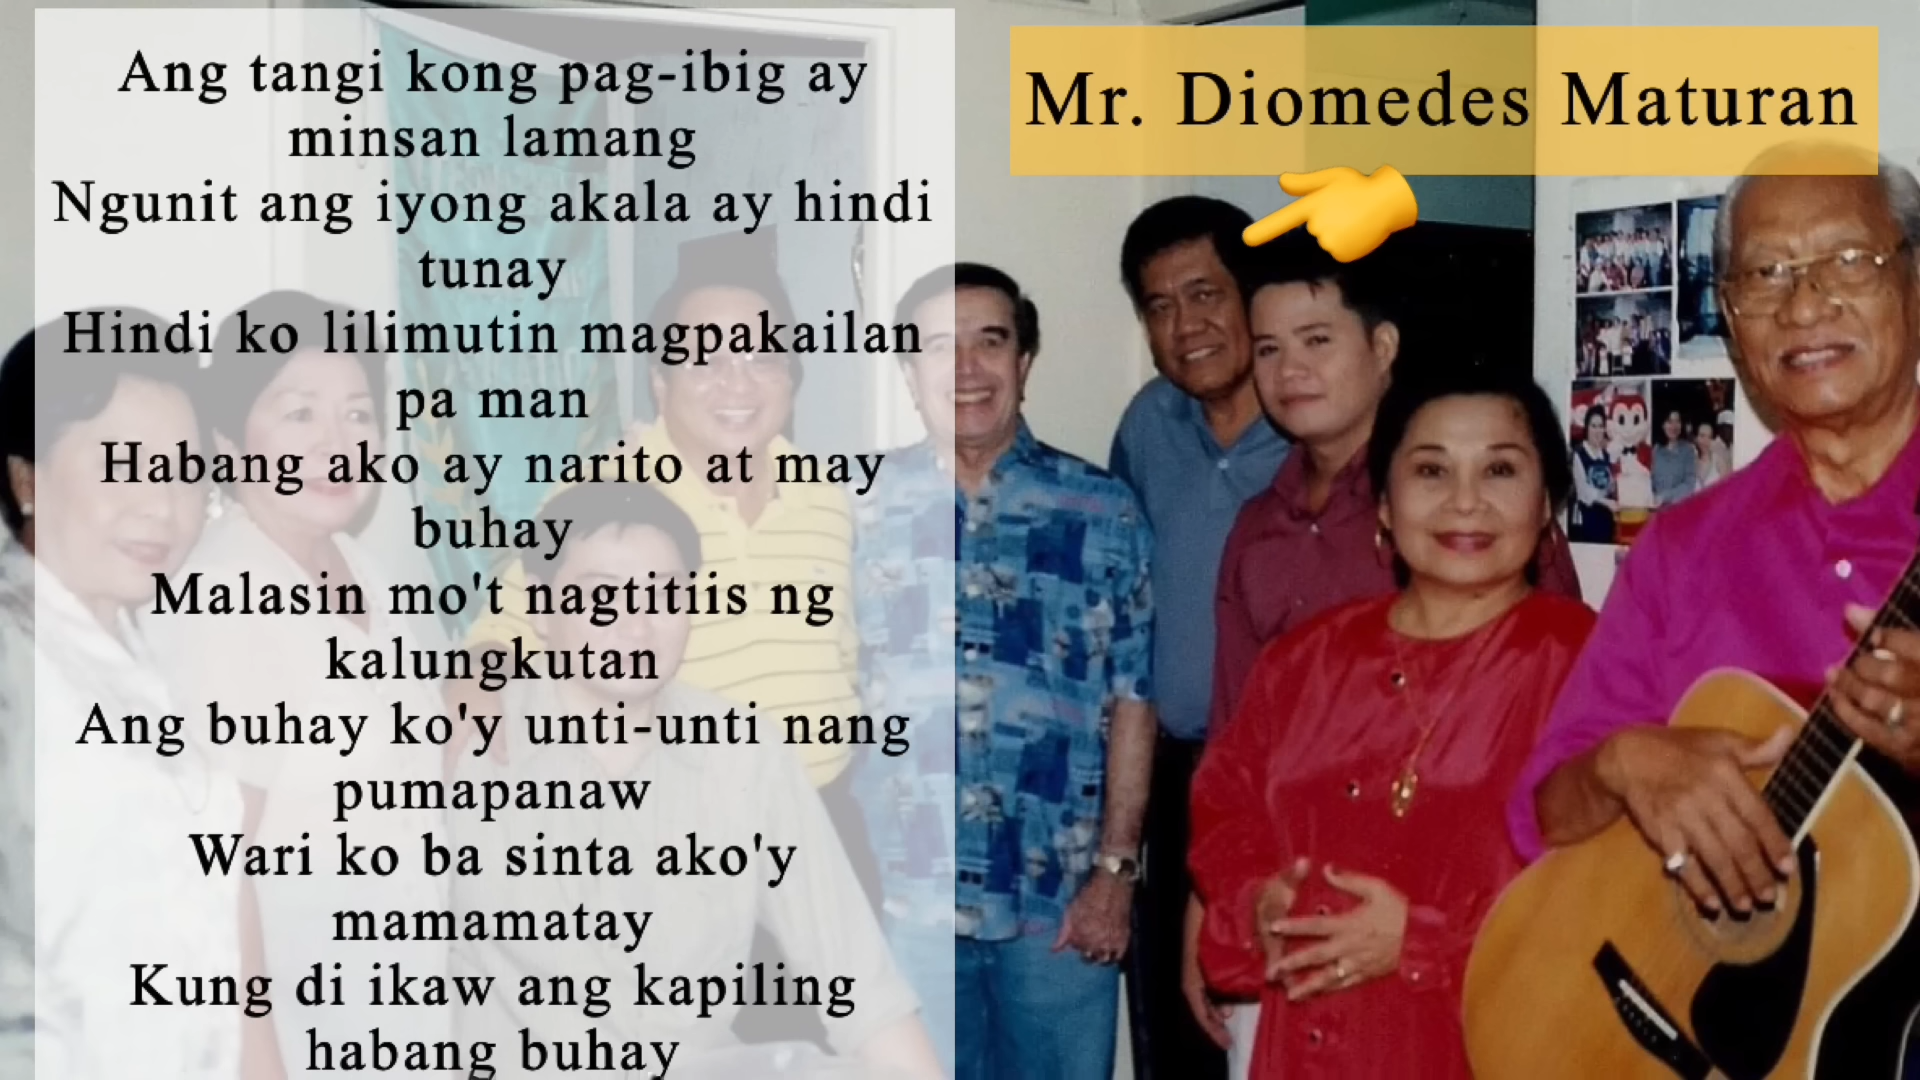 Ang tangi kong pag-ibig ay
minsan lamang
Ngunit ang iyong akala ay hindi
tunay
Hindi ko lilimutin magpakailan
pa man
Habang ako ay narito at may
buhay
Malasin mo't nagtitiis ng
kalungkutan
Ang buhay ko'y unti-unti nang
pumapanaw
Wari ko ba sinta ako'y
mamamatay
Kung di ikaw ang kapiling
habang buhay
Mr. Diomedes Maturan